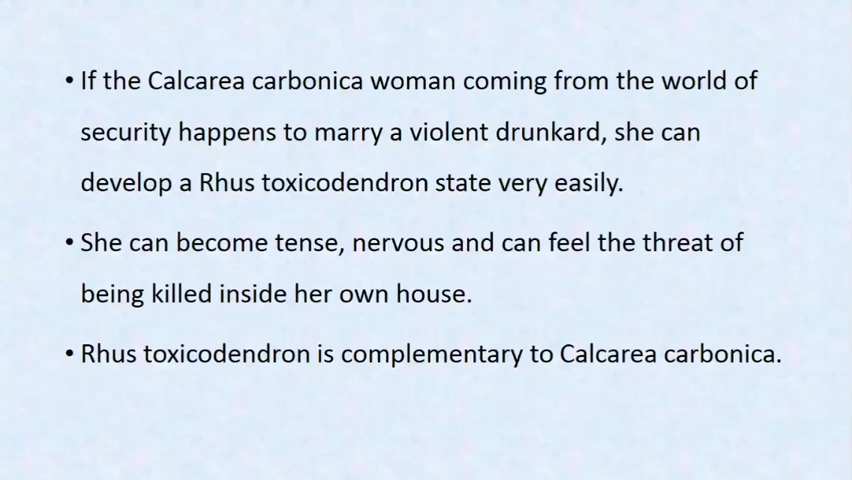 • If the Calcarea carbonica woman coming from the world of
security happens to marry a violent drunkard, she can
develop a Rhus toxicodendron state very easily.
• She can become tense, nervous and can feel the threat of
being killed inside her own house.
• Rhus toxicodendron is complementary to Calcarea carbonica.